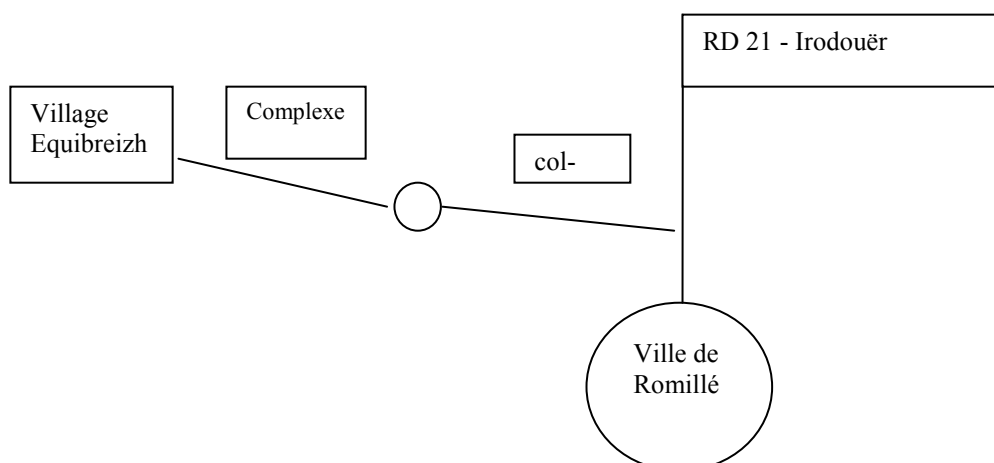 RD 21 - Irodouër
Village
Equibreizh
Complexe
col-
Ville de
Romillé